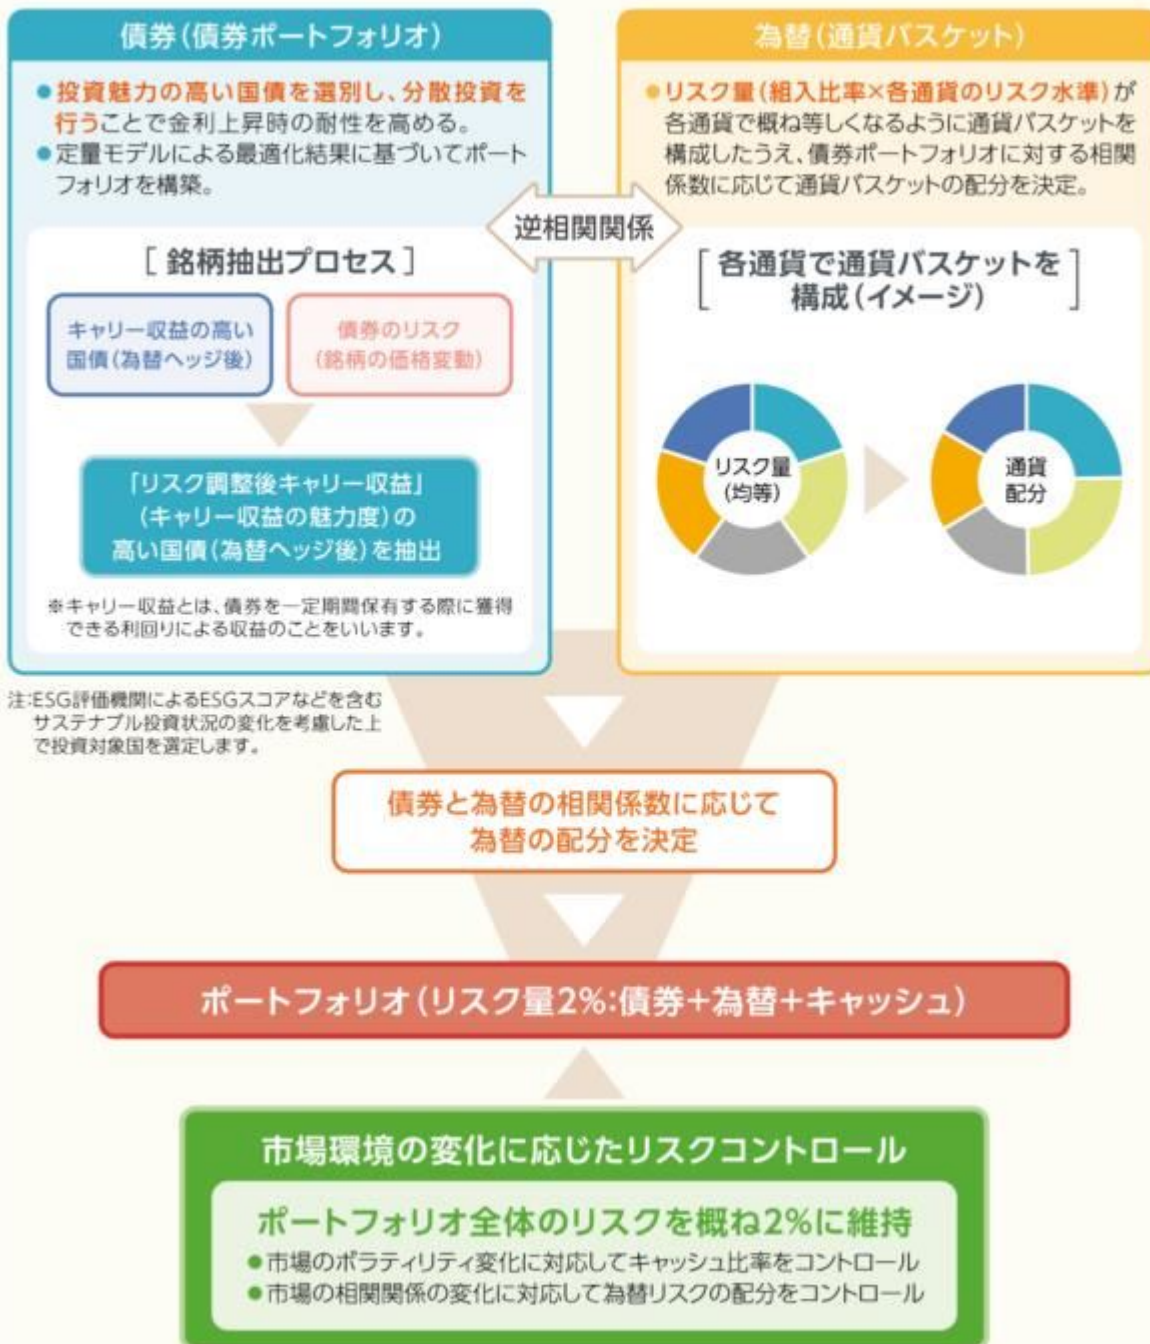 債券(債券ポートフォリオ)
●投資魅力の高い国債を選別し、分散投資を
行うことで金利上昇時の耐性を高める。
●定量モデルによる最適化結果に基づいてポート
フォリオを構築。
[銘柄抽出プロセス]
キャリー収益の高い
国債(為替ヘッジ後)
債券のリスク
(銘柄の価格変動)
「リスク調整後キャリー収益」
(キャリー収益の魅力度)の
高い国債(為替ヘッジ後)を抽出
※キャリー収益とは、債券を一定期間保有する際に獲得
できる利回りによる収益のことをいいます。
注:ESG評価機関によるESGスコアなどを含む
サステナブル投資状況の変化を考慮した上
で投資対象国を選定します。
逆相関関係
為替(通貨バスケット)
●リスク量(組入比率×各通貨のリスク水準)が
各通貨で概ね等しくなるように通貨バスケットを
構成したうえ、債券ポートフォリオに対する相関
係数に応じて通貨バスケットの配分を決定。
[各通貨で通貨バスケットを
構成(イメージ)]
リスク量
(均等)
通貨
配分
債券と為替の相関係数に応じて
為替の配分を決定
ポートフォリオ(リスク量2%:債券+為替+キャッシュ)
市場環境の変化に応じたリスクコントロール
ポートフォリオ全体のリスクを概ね2%に維持
●市場のボラティリティ変化に対応してキャッシュ比率をコントロール
●市場の相関関係の変化に対応して為替リスクの配分をコントロール